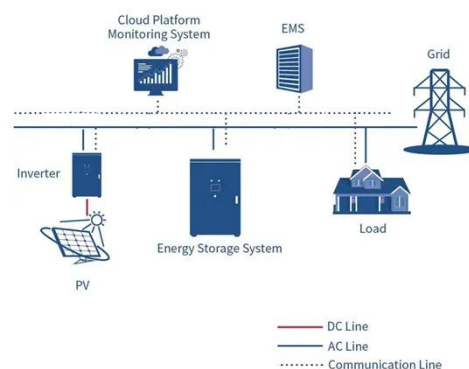 Cloud Platform
Monitoring System
EMS
Grid
Inverter
Energy Storage System
Load
PV
DC Line
AC Line
Communication Line